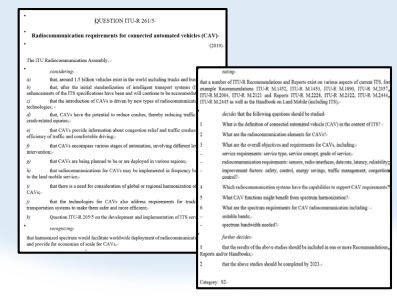 QUESTION ITU-R 261/5
Radiocommunication requirements for connected automated vehicles (CAV)
(2019)
The ITU Radiocommunication Assembly,
considering
a) that, around 1.5 billion vehicles exist in the world including trucks and bus
b) that, after the initial standardization of intelligent transport systems (I
enhancements of the ITS specifications have been and will continue to be accommodat
c) that the introduction of CAVs is driven by new types of radiocommunication
technologies;
d) that, CAVs have the potential to reduce crashes, thereby reducing traffic
crash-related injuries;
e) that CAVs provide information about congestion relief and traffic conduc
efficiency of traffic and comfortable driving;
f) that CAVs encompass various stages of automation, involving different lev
intervention;
g) that CAVs are being planned to be or are deployed in various regions;
h) that radiocommunications for CAVs may be implemented in frequency b
to the land mobile service;
i) that there is a need for consideration of global or regional harmonization of
CAVs;
j) that the technologies for CAVs also address requirements for trucks
transportation systems to make them safer and more efficient;
k) Question ITU-R 205/5 on the development and implementation of ITS serv
recognizing
that harmonized spectrum would facilitate worldwide deployment of radiocommunicati
and provide for economies of scale for CAVs,
noting
that a number of ITU-R Recommendations and Reports exist on various aspects of current ITS, for
example Recommendations ITU-R M.1452, ITU-R M.1453, ITU-R M.1890, ITU-R M.2057,
ITU-R M.2084, ITU-R M.2121 and Reports ITU-R M.2228, ITU-R M.2322, ITU-R M.2444,
ITU-R M.2445 as well as the Handbook on Land Mobile (including ITS),
decides that the following questions should be studied
1 What is the definition of connected automated vehicle (CAV) in the context of ITS?
2 What are the radiocommunication elements for CAVs?
3 What are the overall objectives and requirements for CAVs, including:
– service requirements: service type, service concept, grade of service;
– radiocommunication requirements: sensors, radio interfaces, data rate, latency, reliability;
– improvement factors: safety, control, energy savings, traffic management, congestion
control?
4 Which radiocommunication systems have the capabilities to support CAV requirements?
5 What CAV functions might benefit from spectrum harmonization?
6 What are the spectrum requirements for CAV radiocommunication including :
– suitable bands;
– spectrum bandwidth needed?
further decides
1 that the results of the above studies should be included in one or more Recommendations,
Reports and/or Handbooks;
2 that the above studies should be completed by 2023.
Category: S2